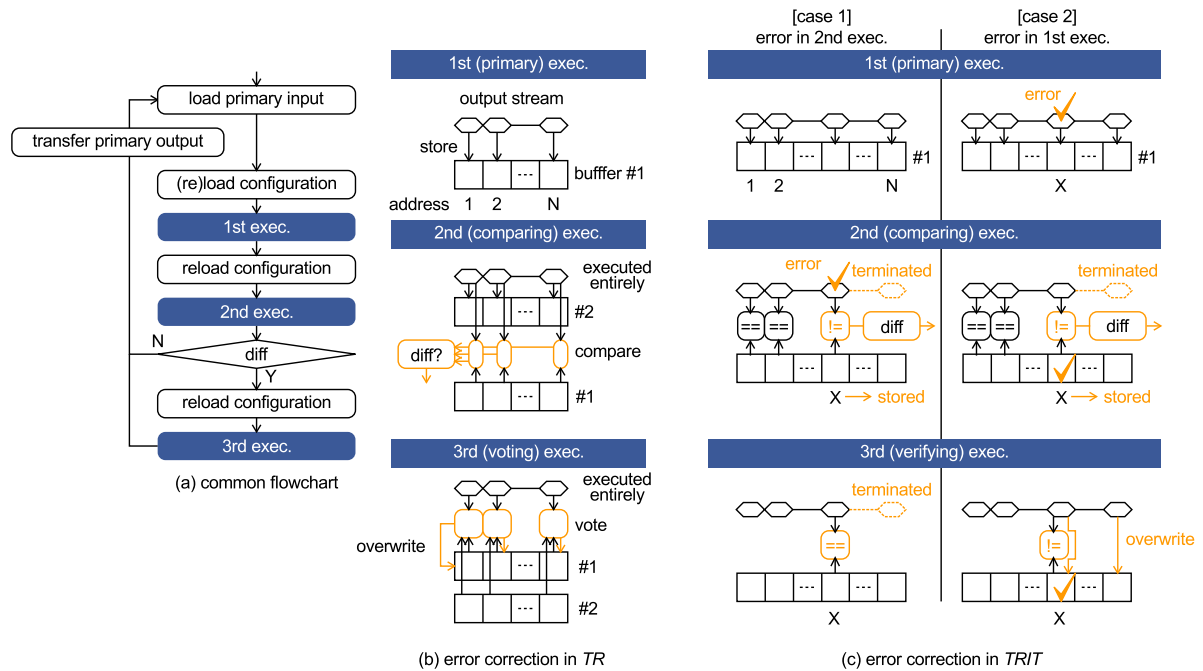 load primary input
transfer primary output
(re)load configuration
1st exec.
reload configuration
2nd exec.
N
diff
Y
reload configuration
3rd exec.
(a) common flowchart
1st (primary) exec.
output stream
store
bufffer #1
address 1 2 N
2nd (comparing) exec.
executed
entirely
#2
diff?
compare
#1
3rd (voting) exec.
executed
entirely
vote
overwrite
#1
#2
(b) error correction in TR
[case 1]
error in 2nd exec.
[case 2]
error in 1st exec.
1st (primary) exec.
error
#1
#1
1 2 N
X
2nd (comparing) exec.
error
terminated
terminated
== == != diff
== == != diff
X stored
X stored
3rd (verifying) exec.
terminated
==
!=
overwrite
X
X
(c) error correction in TRIT